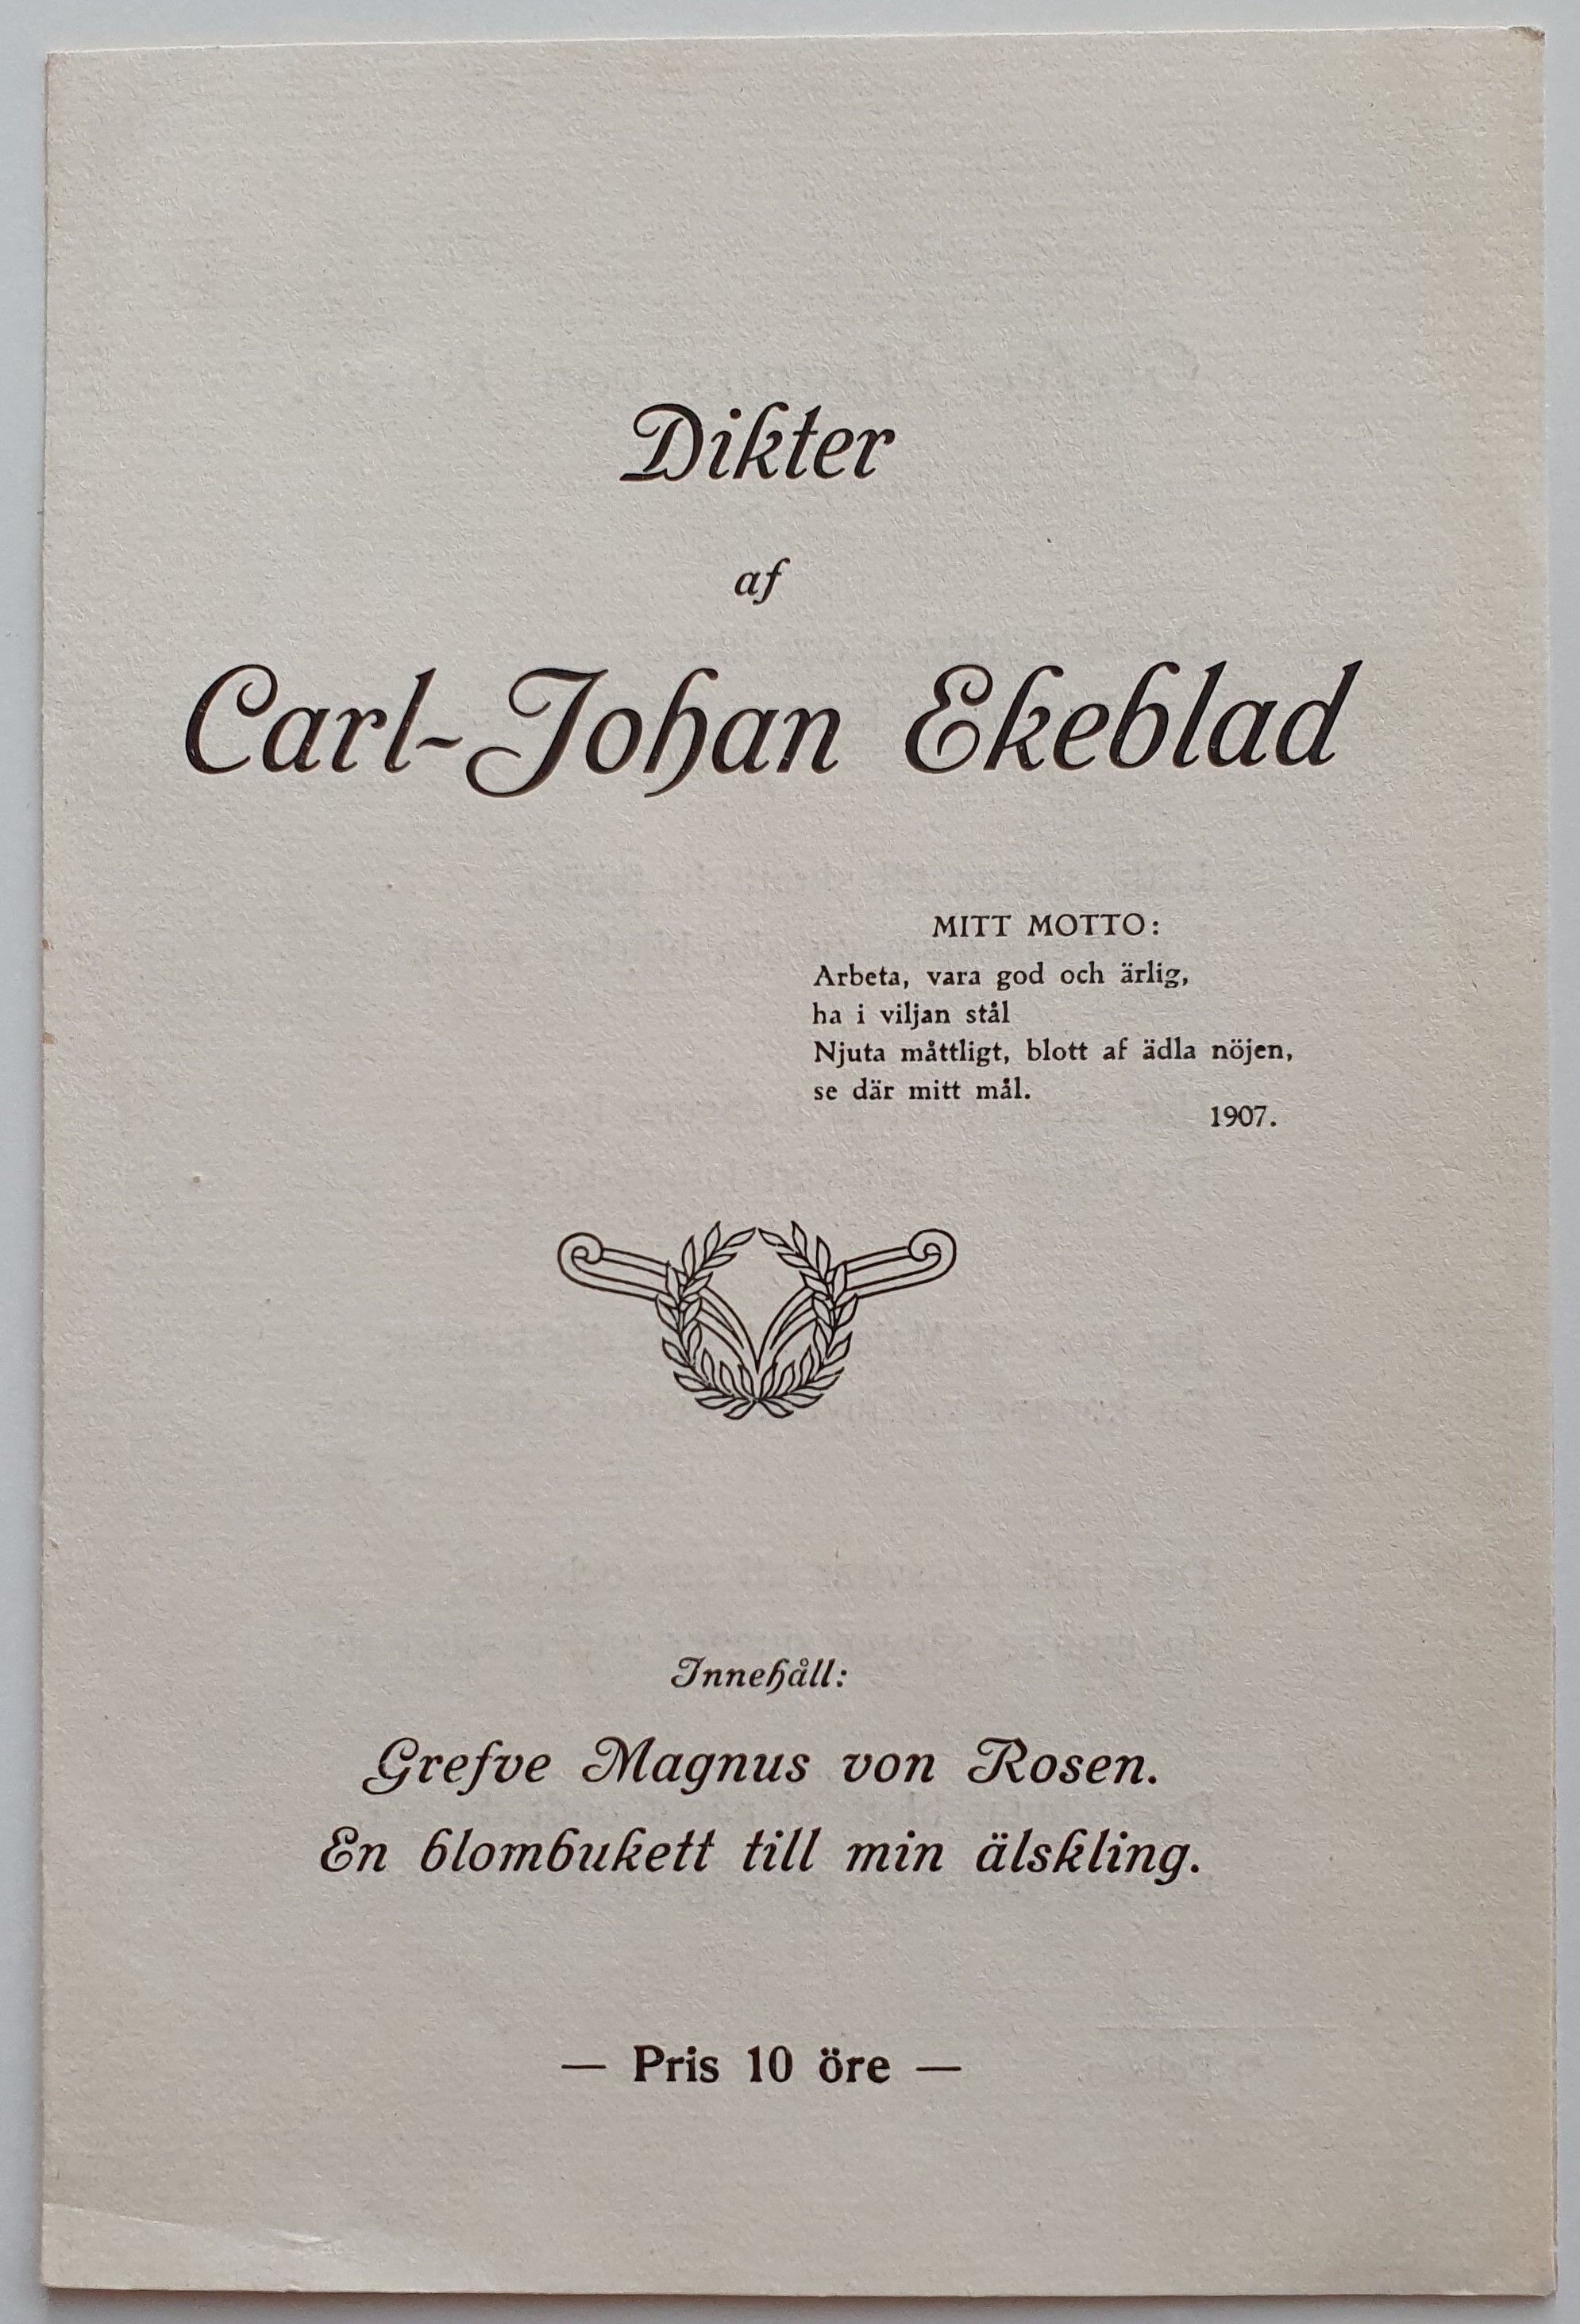 Dikter
af
Carl-Johan Ekeblad
MITT MOTTO:
Arbeta, vara god och ärlig,
ha i viljan stål
Njuta måttligt, blott af ädla nöjen,
se där mitt mål.
1907.
Innehåll:
Grefve Magnus von Rosen.
En blombukett till min älskling.
— Pris 10 öre —